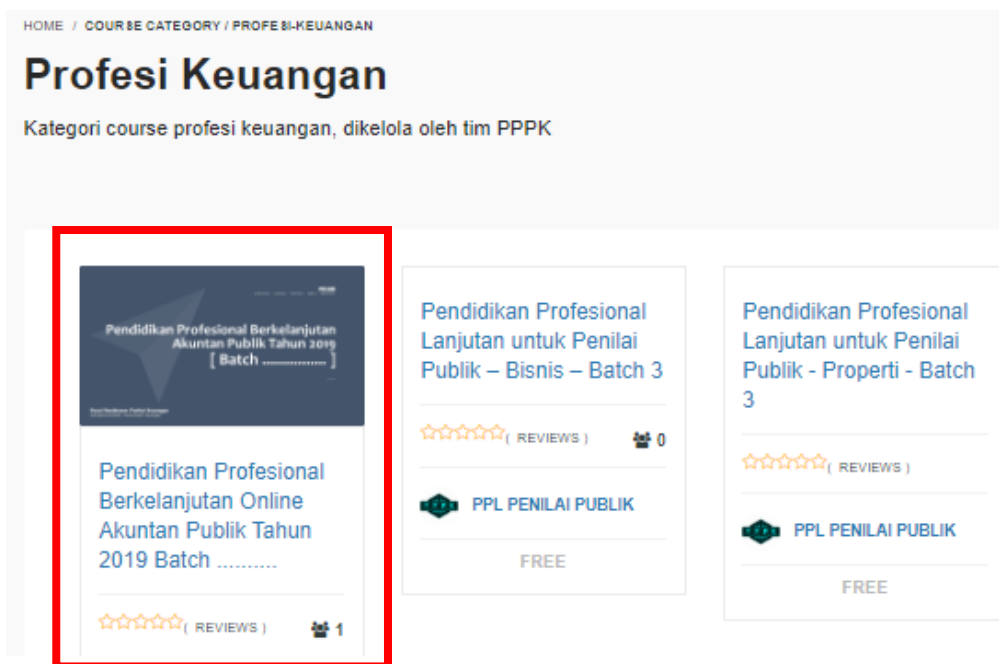 HOME / COURSE CATEGORY / PROFESI-KEUANGAN
Profesi Keuangan
Kategori course profesi keuangan, dikelola oleh tim PPPK
Pendidikan Profesional Berkelanjutan
Akuntan Publik Tahun 2019
[ Batch ................ ]
Pendidikan Profesional
Berkelanjutan Online
Akuntan Publik Tahun
2019 Batch ..........
( REVIEWS )
1
Pendidikan Profesional
Lanjutan untuk Penilai
Publik – Bisnis – Batch 3
( REVIEWS )
0
PPL PENILAI PUBLIK
FREE
Pendidikan Profesional
Lanjutan untuk Penilai
Publik - Properti - Batch
3
( REVIEWS )
PPL PENILAI PUBLIK
FREE